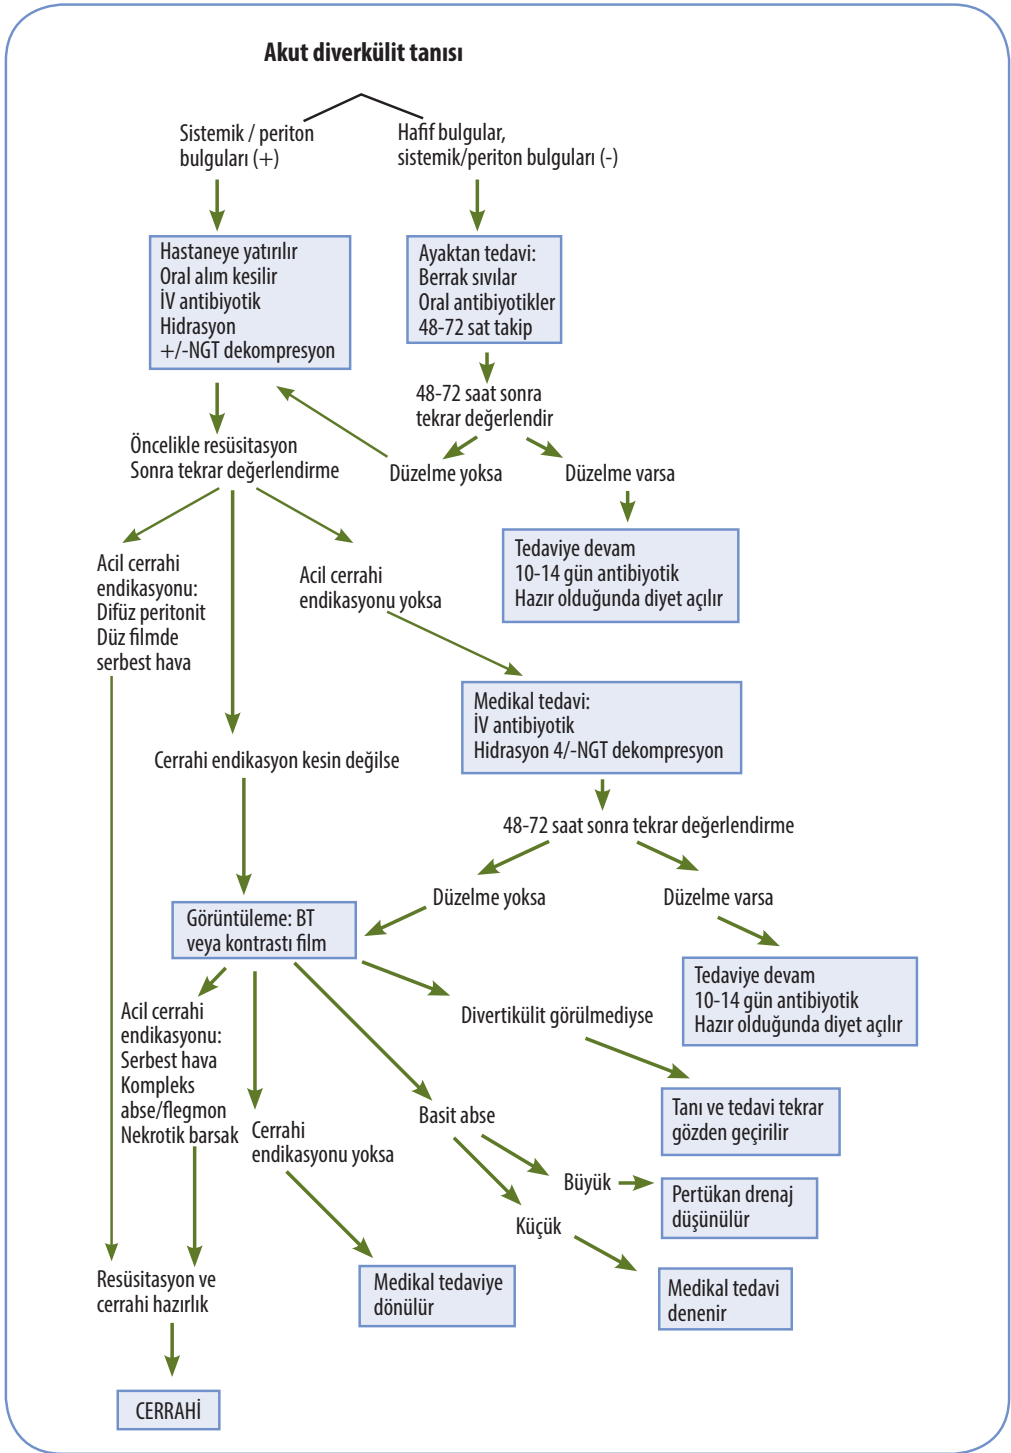 Akut diverkülit tanısı
Sistemik / periton
bulguları (+)
Hafif bulgular,
sistemik/periton bulguları (-)
Hastaneye yatırılır
Oral alım kesilir
İV antibiyotik
Hidrasyon
+/-NGT dekompresyon
Ayaktan tedavi:
Berrak sıvılar
Oral antibiyotikler
48-72 sat takip
48-72 saat sonra
tekrar değerlendir
Öncelikle resüsitasyon
Sonra tekrar değerlendirme
Düzelme yoksa
Düzelme varsa
Tedaviye devam
10-14 gün antibiyotik
Hazır olduğunda diyet açılır
Acil cerrahi
endikasyonu:
Difüz peritonit
Düz filmde
serbest hava
Acil cerrahi
endikasyonu yoksa
Medikal tedavi:
İV antibiyotik
Hidrasyon 4/-NGT dekompresyon
Cerrahi endikasyon kesin değilse
48-72 saat sonra tekrar değerlendirme
Düzelme yoksa
Düzelme varsa
Görüntüleme: BT
veya kontrastı film
Tedaviye devam
10-14 gün antibiyotik
Hazır olduğunda diyet açılır
Acil cerrahi
endikasyonu:
Serbest hava
Kompleks
abse/flegmon
Nekrotik barsak
Divertikülit görülmediyse
Cerrahi
endikasyonu yoksa
Basit abse
Tanı ve tedavi tekrar
gözden geçirilir
Büyük
Pertükan drenaj
düşünülür
Küçük
Resüsitasyon ve
cerrahi hazırlık
Medikal tedaviye
dönülür
Medikal tedavi
denenir
CERRAHİ